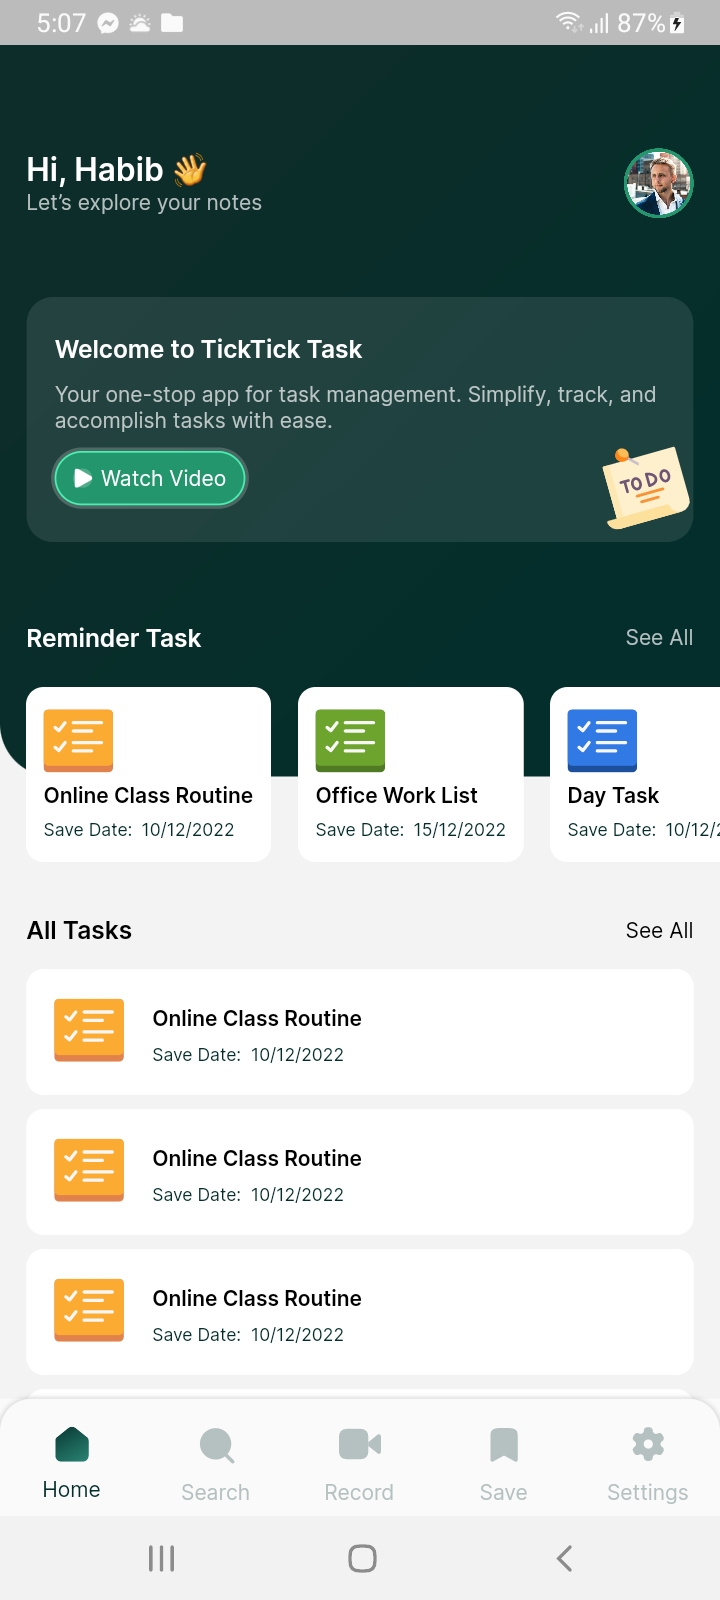 5:07
87%
Hi, Habib 👋
Let's explore your notes
Welcome to TickTick Task
Your one-stop app for task management. Simplify, track, and
accomplish tasks with ease.
Watch Video
TO DO
Reminder Task
See All
Online Class Routine
Save Date: 10/12/2022
Office Work List
Save Date: 15/12/2022
Day Task
Save Date: 10/12/2
All Tasks
See All
Online Class Routine
Save Date: 10/12/2022
Online Class Routine
Save Date: 10/12/2022
Online Class Routine
Save Date: 10/12/2022
Home
Search
Record
Save
Settings